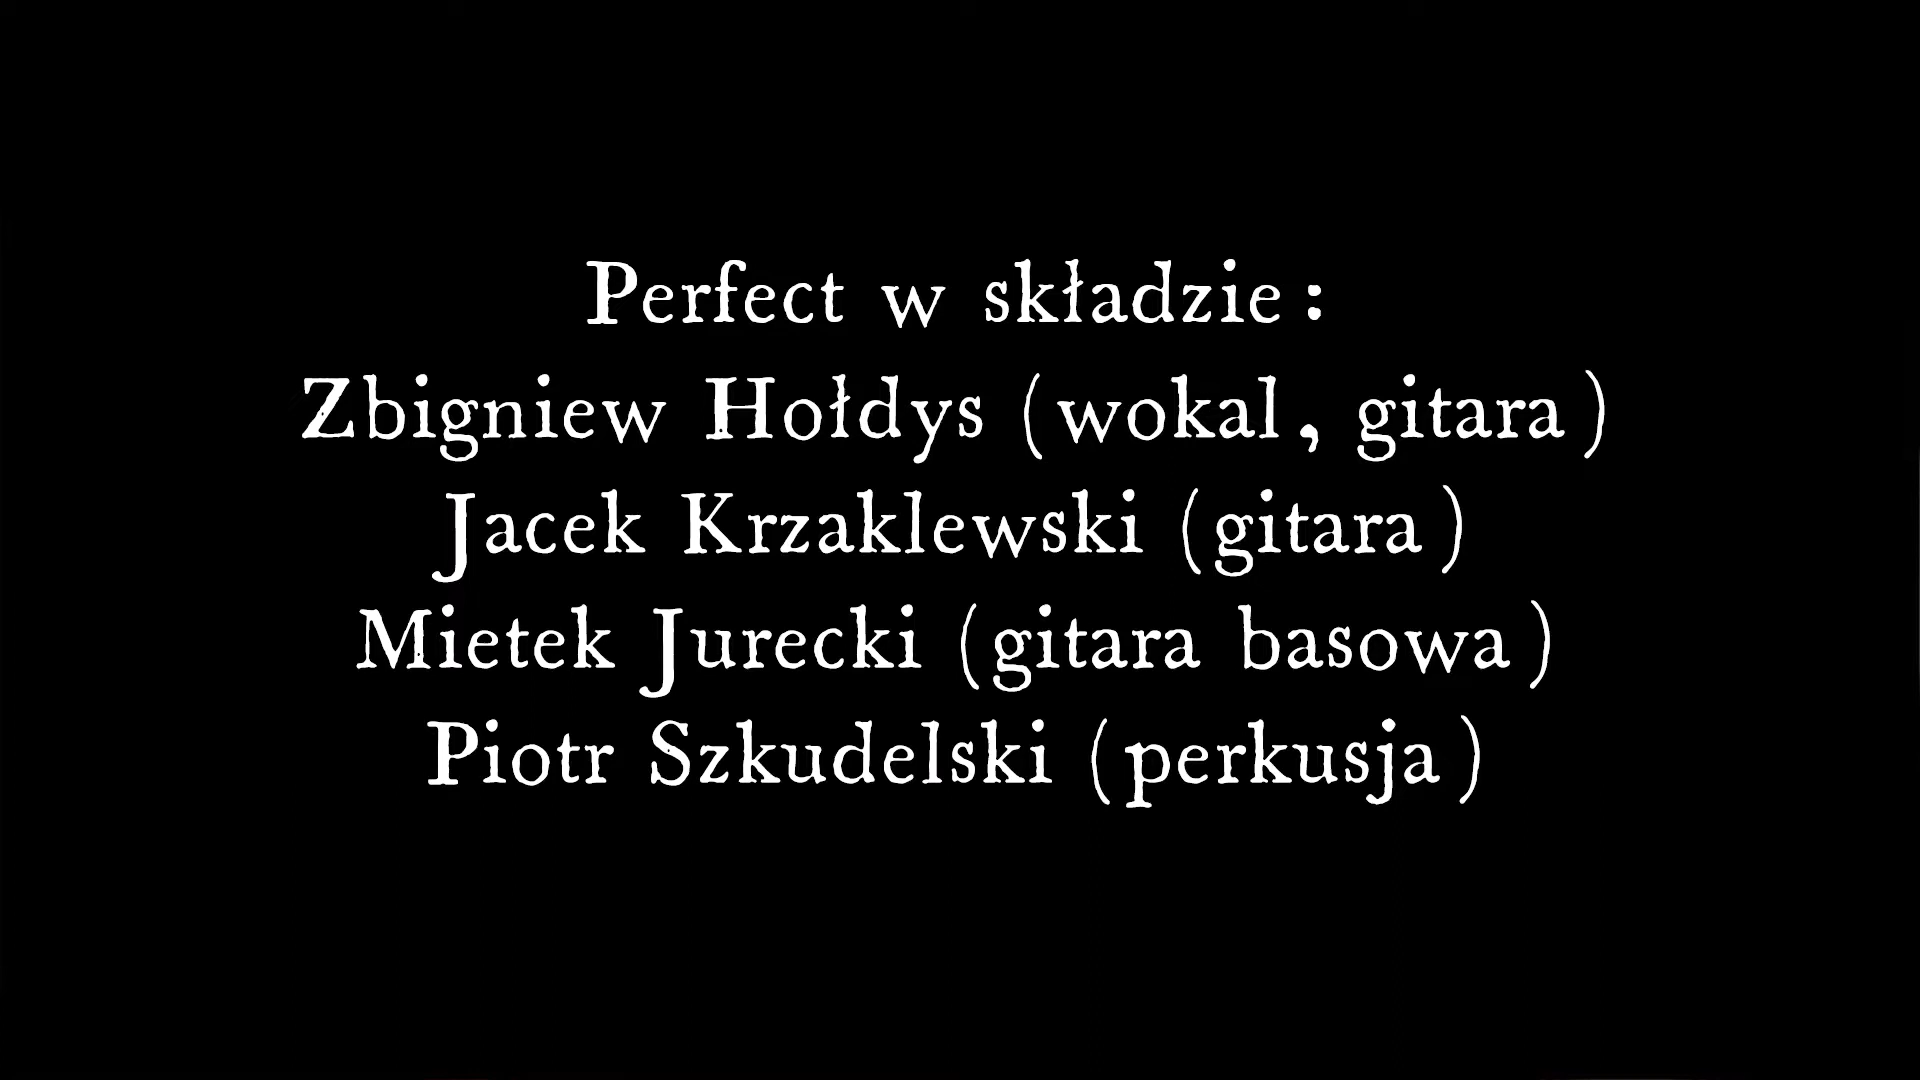 Perfect w składzie:
Zbigniew Hołdys (wokal, gitara)
Jacek Krzaklewski (gitara)
Mietek Jurecki (gitara basowa)
Piotr Szkudelski (perkusja)